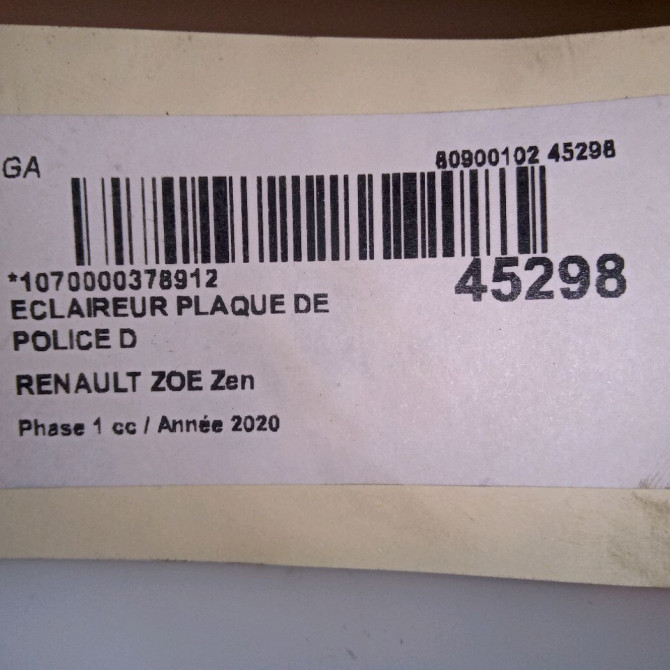 GA
80900102 45298
*1070000378912
45298
ECLAIREUR PLAQUE DE
POLICE D
RENAULT ZOE Zen
Phase 1 cc / Année 2020